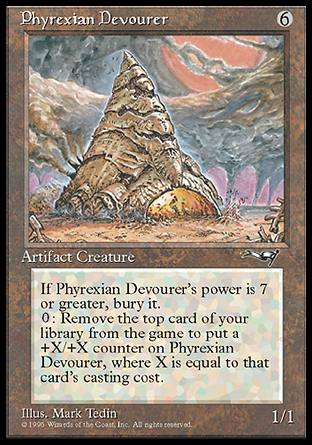 Phyrexian Devourer 6
Artifact Creature
If Phyrexian Devourer's power is 7
or greater, bury it.
0: Remove the top card of your
library from the game to put a
+X/+X counter on Phyrexian
Devourer, where X is equal to that
card's casting cost.
Illus. Mark Tedin
© 1996 Wizards of the Coast, Inc. All rights reserved.
1/1